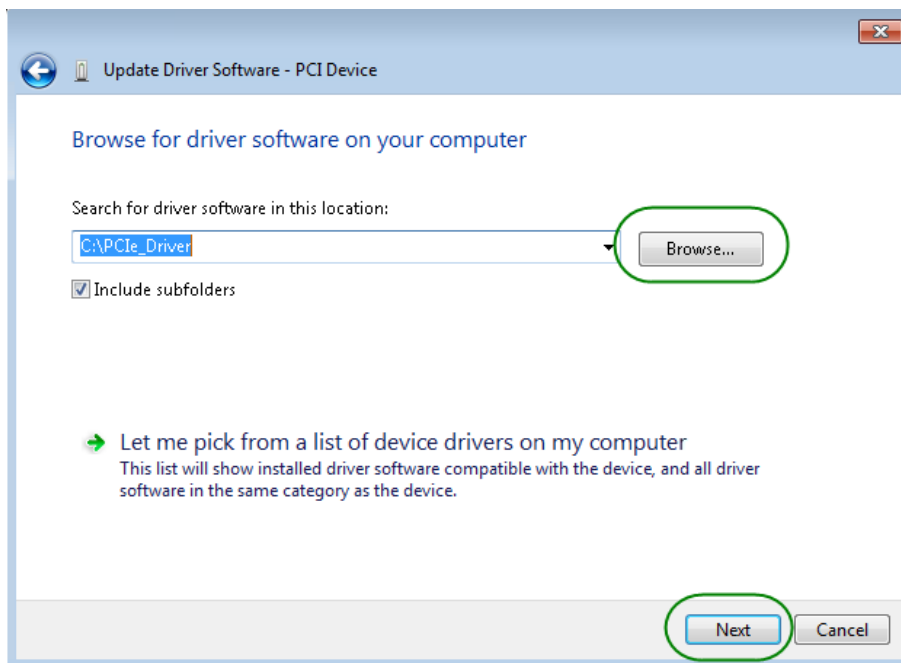 Update Driver Software - PCI Device
Browse for driver software on your computer
Search for driver software in this location:
C:\PCIe_Driver
Browse...
Include subfolders
Let me pick from a list of device drivers on my computer
This list will show installed driver software compatible with the device, and all driver
software in the same category as the device.
Next
Cancel